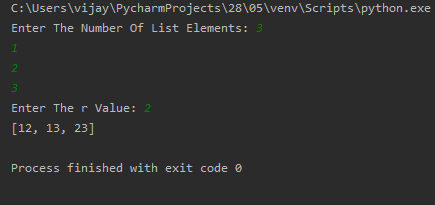 C:\Users\vijay\PycharmProjects\28\05\venv\Scripts\python.exe
Enter The Number Of List Elements: 3
1
2
3
Enter The r Value: 2
[12, 13, 23]
Process finished with exit code 0